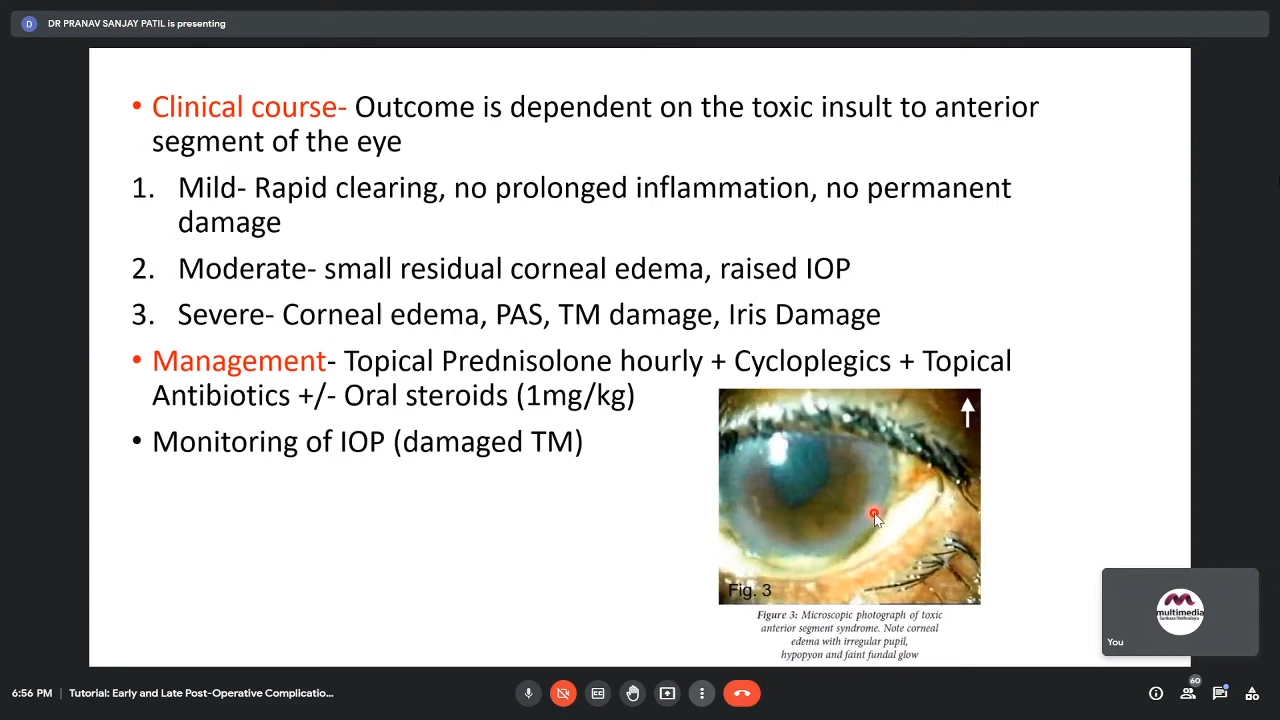 D
DR PRANAV SANJAY PATIL is presenting
• Clinical course- Outcome is dependent on the toxic insult to anterior
segment of the eye
1. Mild- Rapid clearing, no prolonged inflammation, no permanent
damage
2. Moderate- small residual corneal edema, raised IOP
3. Severe- Corneal edema, PAS, TM damage, Iris Damage
• Management- Topical Prednisolone hourly + Cycloplegics + Topical
Antibiotics +/- Oral steroids (1mg/kg)
• Monitoring of IOP (damaged TM)
Fig. 3
Figure 3: Microscopic photograph of toxic
anterior segment syndrome. Note corneal
edema with irregular pupil,
hypopyon and faint fundal glow
multimedia
Sankara Nethralaya
You
6:56 PM | Tutorial: Early and Late Post-Operative Complicatio...
60